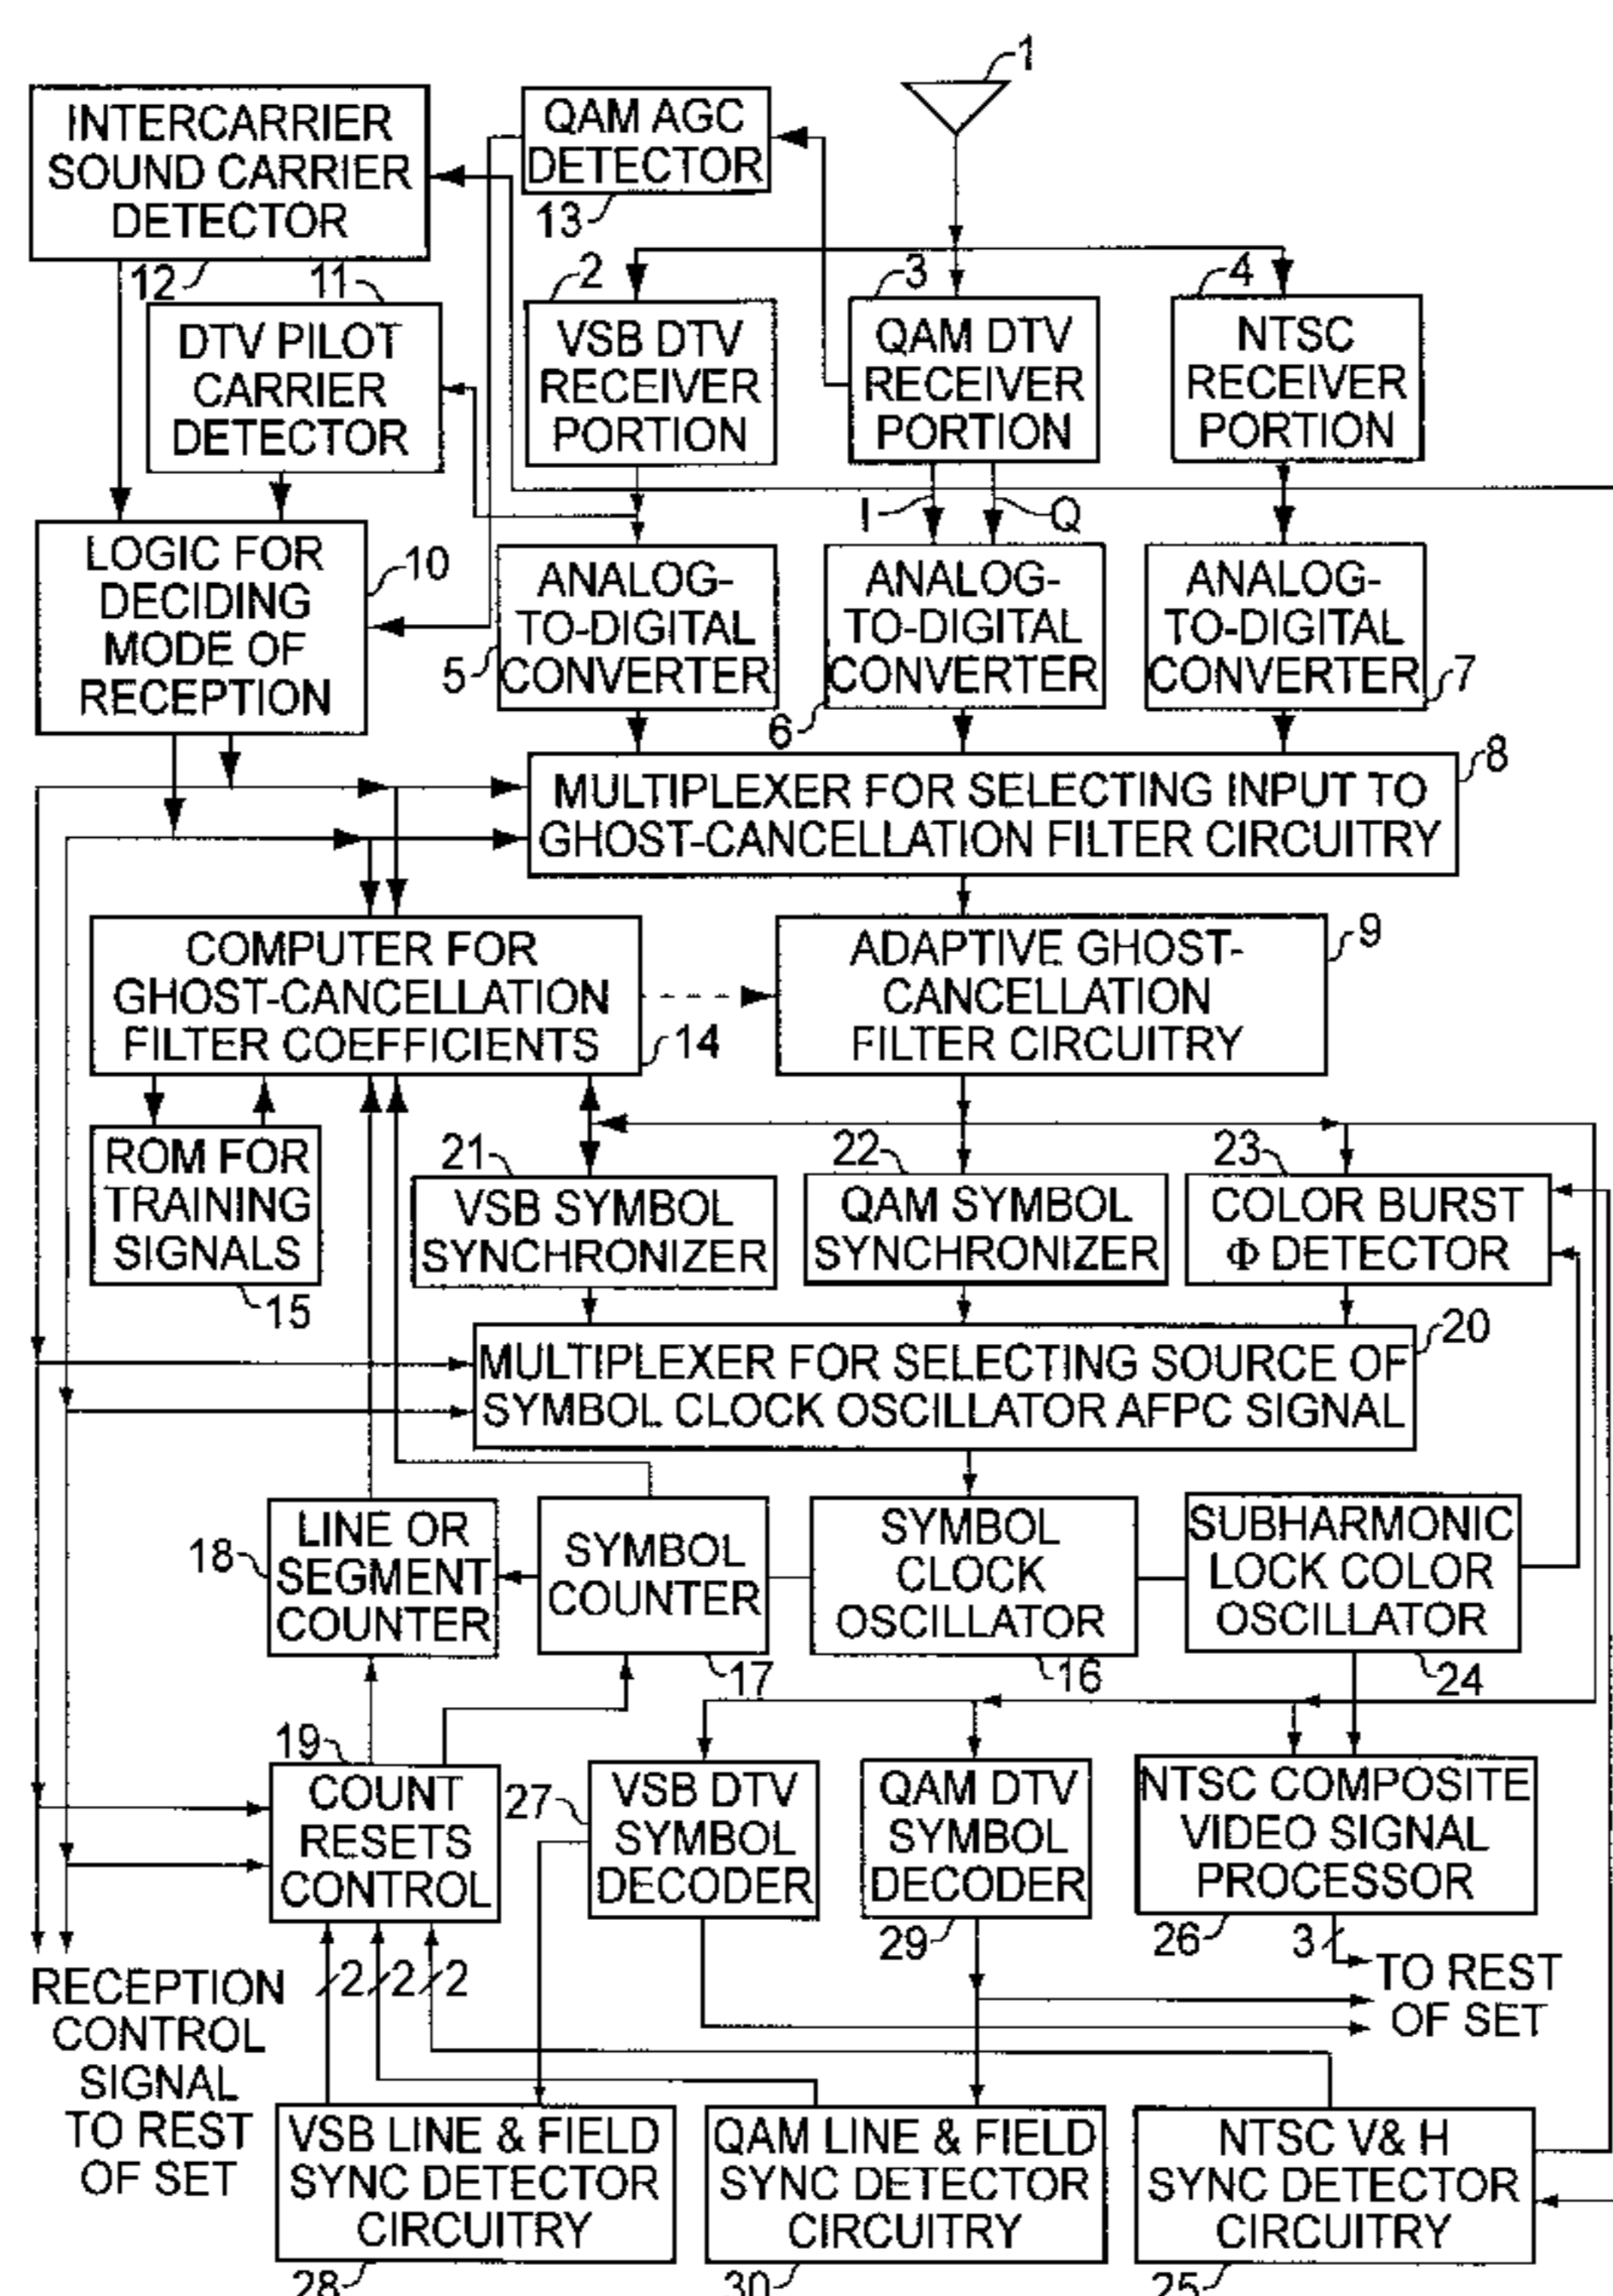 1
INTERCARRIER
SOUND CARRIER
DETECTOR
12
QAM AGC
DETECTOR
13
11
DTV PILOT
CARRIER
DETECTOR
2
VSB DTV
RECEIVER
PORTION
3
QAM DTV
RECEIVER
PORTION
4
NTSC
RECEIVER
PORTION
I
Q
LOGIC FOR
DECIDING
MODE OF
RECEPTION
10
ANALOG-
TO-DIGITAL
CONVERTER
5
ANALOG-
TO-DIGITAL
CONVERTER
6
ANALOG-
TO-DIGITAL
CONVERTER
7
MULTIPLEXER FOR SELECTING INPUT TO
GHOST-CANCELLATION FILTER CIRCUITRY
8
COMPUTER FOR
GHOST-CANCELLATION
FILTER COEFFICIENTS
14
ADAPTIVE GHOST-
CANCELLATION
FILTER CIRCUITRY
9
ROM FOR
TRAINING
SIGNALS
15
21
VSB SYMBOL
SYNCHRONIZER
22
QAM SYMBOL
SYNCHRONIZER
23
COLOR BURST
Φ DETECTOR
20
MULTIPLEXER FOR SELECTING SOURCE OF
SYMBOL CLOCK OSCILLATOR AFPC SIGNAL
18
LINE OR
SEGMENT
COUNTER
SYMBOL
COUNTER
17
SYMBOL
CLOCK
OSCILLATOR
16
SUBHARMONIC
LOCK COLOR
OSCILLATOR
24
19
COUNT
RESETS
CONTROL
27
VSB DTV
SYMBOL
DECODER
QAM DTV
SYMBOL
DECODER
29
NTSC COMPOSITE
VIDEO SIGNAL
PROCESSOR
26
3
TO REST
OF SET
2
2
2
RECEPTION
CONTROL
SIGNAL
TO REST
OF SET
VSB LINE & FIELD
SYNC DETECTOR
CIRCUITRY
28
QAM LINE & FIELD
SYNC DETECTOR
CIRCUITRY
30
NTSC V& H
SYNC DETECTOR
CIRCUITRY
25